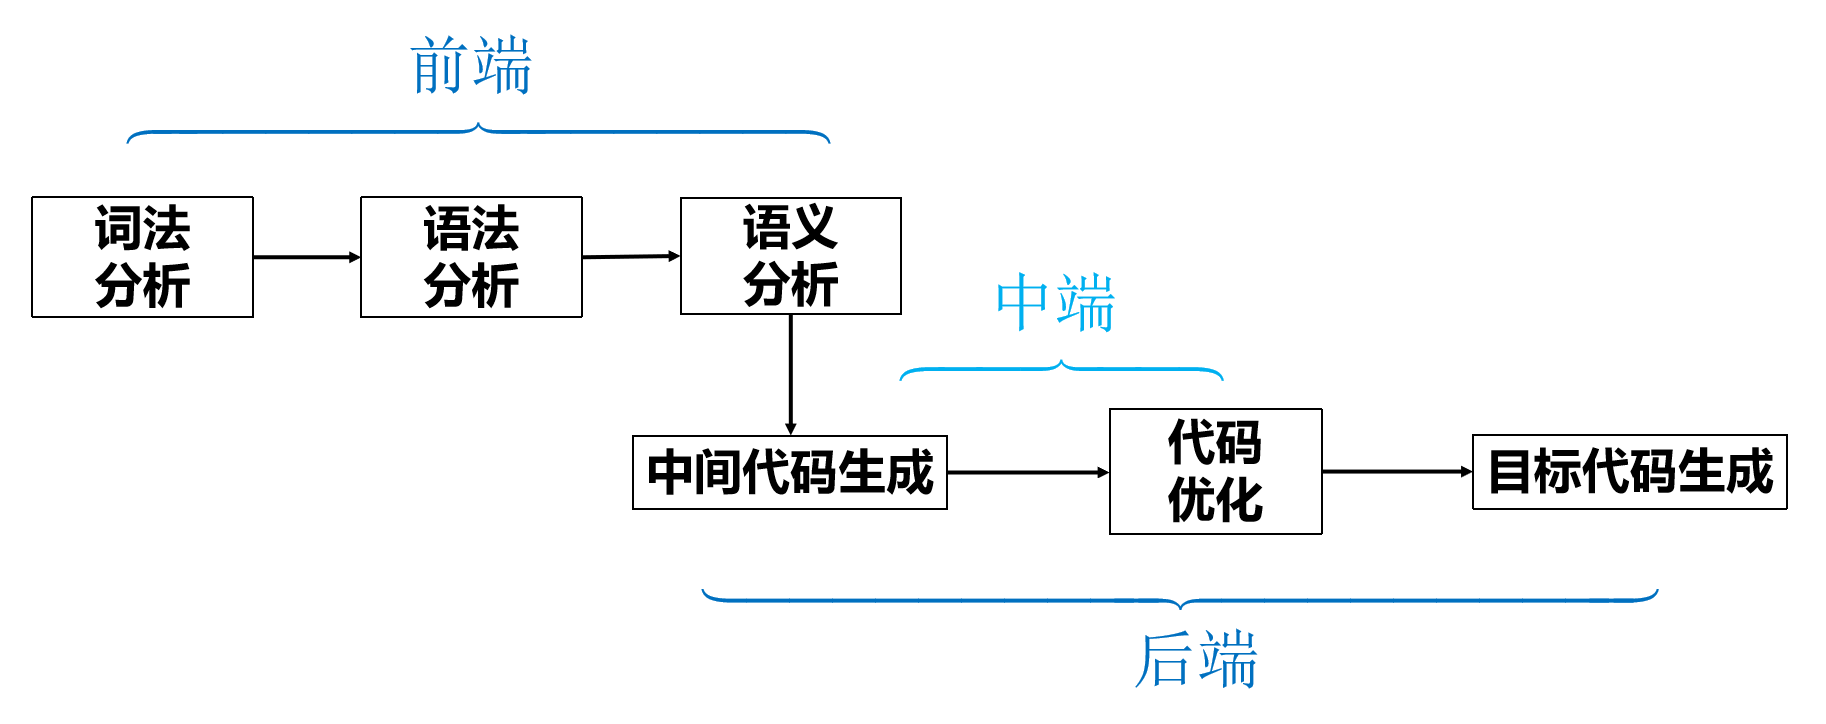 前端
词法
分析
语法
分析
语义
分析
中端
中间代码生成
代码
优化
目标代码生成
后端